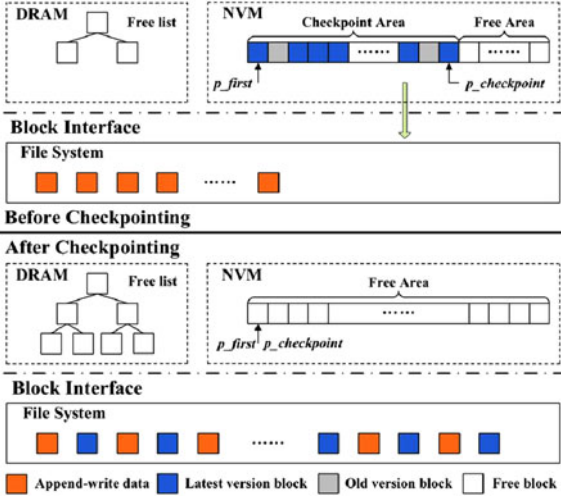 DRAM Free list
NVM Checkpoint Area Free Area
······ ······
p_first p_checkpoint
Block Interface
File System
······
Before Checkpointing
After Checkpointing
DRAM Free list
NVM Free Area
······
p_first p_checkpoint
Block Interface
File System
······
Append-write data Latest version block Old version block Free block